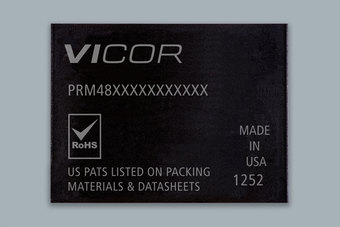 VICOR
PRM48XXXXXXXXXXX
RoHS
MADE
IN
USA
US PATS LISTED ON PACKING
MATERIALS & DATASHEETS
1252